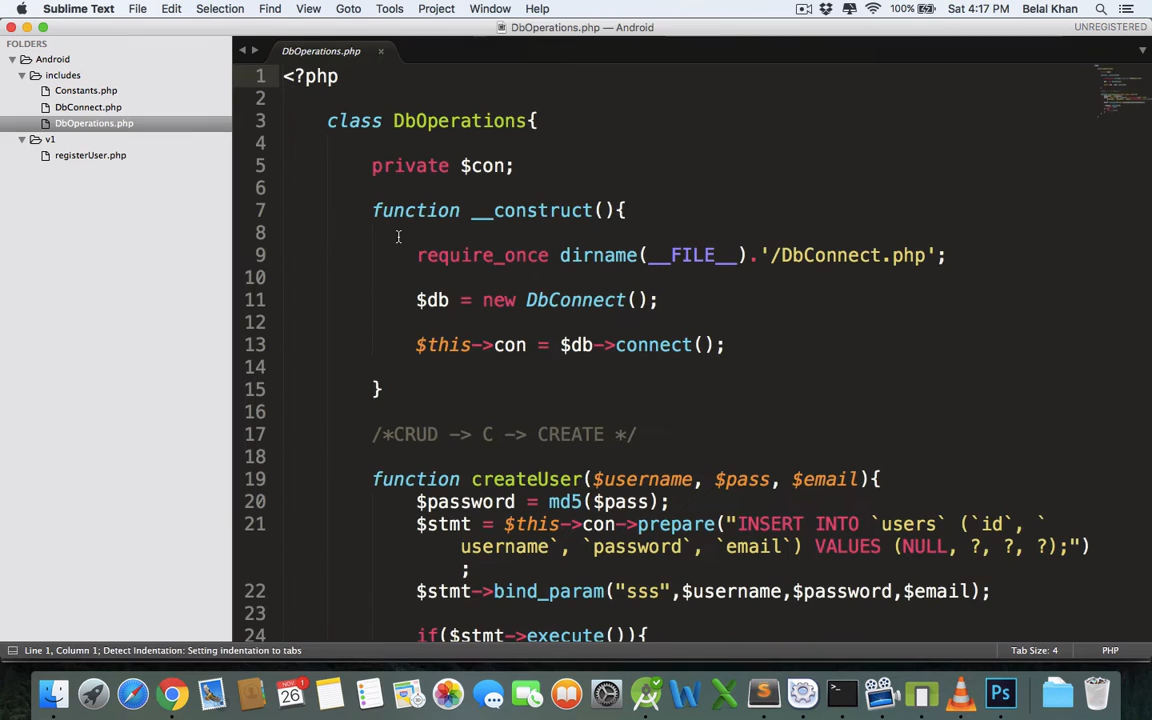 Sublime Text File Edit Selection Find View Goto Tools Project Window Help 100% Sat 4:17 PM Belal Khan
DbOperations.php — Android UNREGISTERED
FOLDERS
Android
includes
Constants.php
DbConnect.php
DbOperations.php
v1
registerUser.php
DbOperations.php
1 <?php
2
3 class DbOperations{
4
5 private $con;
6
7 function __construct(){
8
9 require_once dirname(__FILE__).'/DbConnect.php';
10
11 $db = new DbConnect();
12
13 $this->con = $db->connect();
14
15 }
16
17 /*CRUD -> C -> CREATE */
18
19 function createUser($username, $pass, $email){
20 $password = md5($pass);
21 $stmt = $this->con->prepare("INSERT INTO `users` (`id`, `
username`, `password`, `email`) VALUES (NULL, ?, ?, ?);")
;
22 $stmt->bind_param("sss",$username,$password,$email);
23
24 if($stmt->execute()){
Line 1, Column 1; Detect Indentation: Setting indentation to tabs Tab Size: 4 PHP
NOV
26